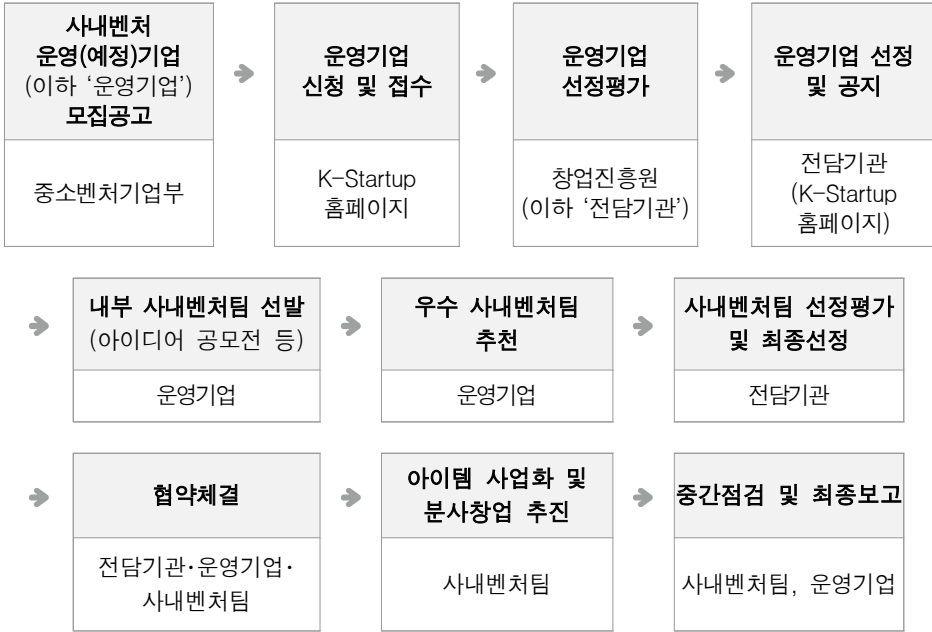 사내벤처
운영(예정)기업
(이하 ‘운영기업’)
모집공고
중소벤처기업부
운영기업
신청 및 접수
K-Startup
홈페이지
운영기업
선정평가
창업진흥원
(이하 ‘전담기관’)
운영기업 선정
및 공지
전담기관
(K-Startup
홈페이지)
내부 사내벤처팀 선발
(아이디어 공모전 등)
운영기업
우수 사내벤처팀
추천
운영기업
사내벤처팀 선정평가
및 최종선정
전담기관
협약체결
전담기관·운영기업·
사내벤처팀
아이템 사업화 및
분사창업 추진
사내벤처팀
중간점검 및 최종보고
사내벤처팀, 운영기업